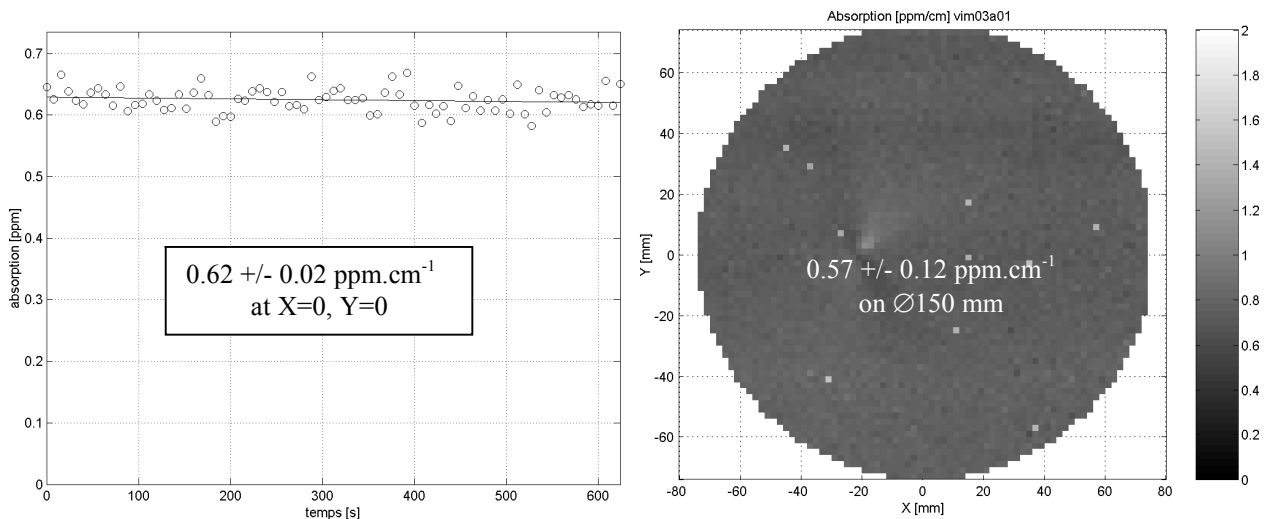 0.7
0.6
0.5
0.4
0.3
0.2
0.1
0
0 100 200 300 400 500 600
temps [s]
absorption [ppm]
0.62 +/- 0.02 ppm.cm-1
at X=0, Y=0
Absorption [ppm/cm] vim03a01
60
40
20
0
-20
-40
-60
-80 -60 -40 -20 0 20 40 60 80
X [mm]
Y [mm]
0.57 +/- 0.12 ppm.cm-1
on ∅150 mm
2
1.8
1.6
1.4
1.2
1
0.8
0.6
0.4
0.2
0